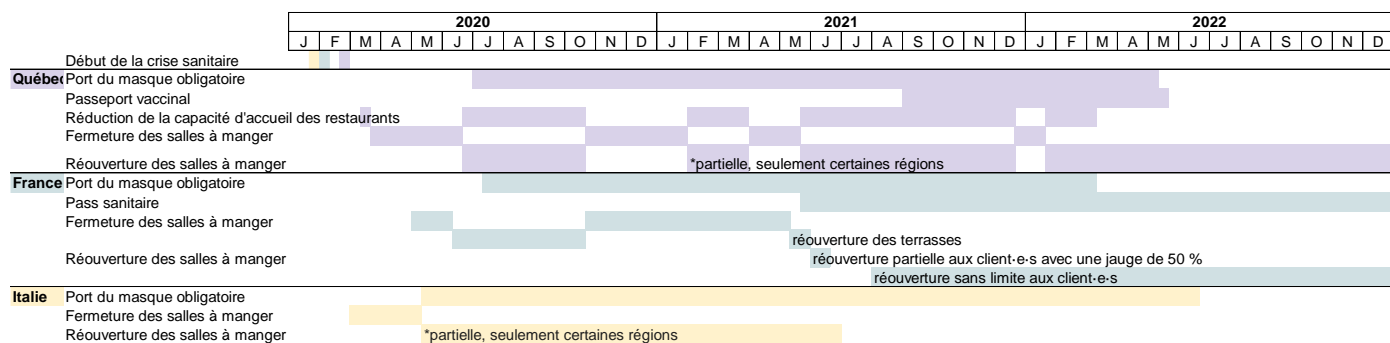 2020 2021 2022
J F M A M J J A S O N D J F M A M J J A S O N D J F M A M J J A S O N D
Début de la crise sanitaire
Québec Port du masque obligatoire
Passeport vaccinal
Réduction de la capacité d'accueil des restaurants
Fermeture des salles à manger
Réouverture des salles à manger *partielle, seulement certaines régions
France Port du masque obligatoire
Pass sanitaire
Fermeture des salles à manger
réouverture des terrasses
Réouverture des salles à manger réouverture partielle aux client·e·s avec une jauge de 50 %
réouverture sans limite aux client·e·s
Italie Port du masque obligatoire
Fermeture des salles à manger
Réouverture des salles à manger *partielle, seulement certaines régions